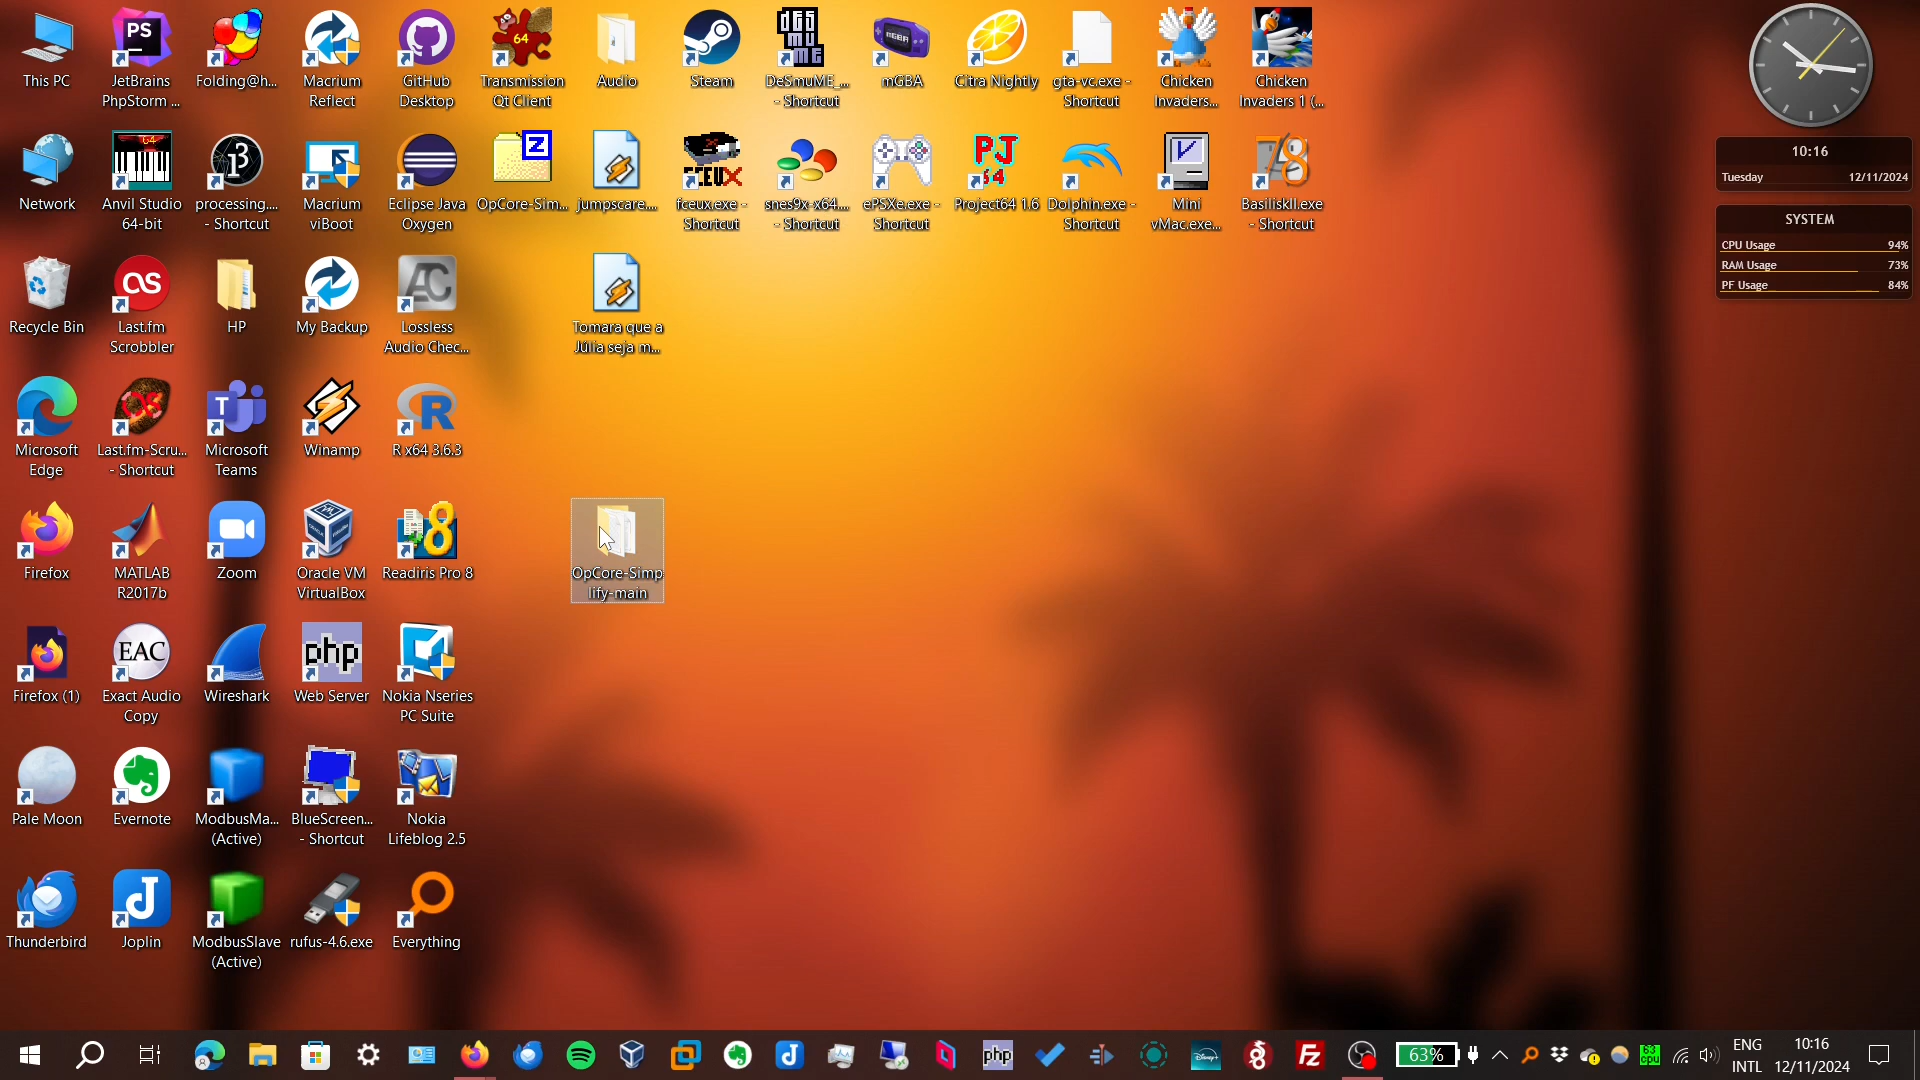 This PC
JetBrains
PhpStorm ...
Folding@h...
Macrium
Reflect
GitHub
Desktop
64
Transmission
Qt Client
Audio
Steam
DeSmuME_...
- Shortcut
mGBA
Citra Nightly
gta-vc.exe -
Shortcut
Chicken
Invaders...
Chicken
Invaders 1 (...
Network
Anvil Studio
64-bit
processing....
- Shortcut
Macrium
viBoot
Eclipse Java
Oxygen
OpCore-Sim...
jumpscare....
fceux.exe -
Shortcut
snes9x-x64....
- Shortcut
ePSXe.exe -
Shortcut
Project64 1.6
Dolphin.exe -
Shortcut
Mini
vMac.exe...
BasiliskII.exe
- Shortcut
Recycle Bin
Last.fm
Scrobbler
HP
My Backup
Lossless
Audio Chec...
Tomara que a
Júlia seja m...
Microsoft
Edge
Last.fm-Scru...
- Shortcut
Microsoft
Teams
Winamp
R x64 3.6.3
Firefox
MATLAB
R2017b
Zoom
Oracle VM
VirtualBox
Readiris Pro 8
OpCore-Simp
lify-main
Firefox (1)
EAC
Exact Audio
Copy
Wireshark
php
Web Server
Nokia Nseries
PC Suite
Pale Moon
Evernote
ModbusMa...
(Active)
BlueScreen...
- Shortcut
Nokia
Lifeblog 2.5
Thunderbird
Joplin
ModbusSlave
(Active)
rufus-4.6.exe
Everything
10:16
Tuesday 12/11/2024
SYSTEM
CPU Usage 94%
RAM Usage 73%
PF Usage 84%
63%
ENG
INTL
10:16
12/11/2024